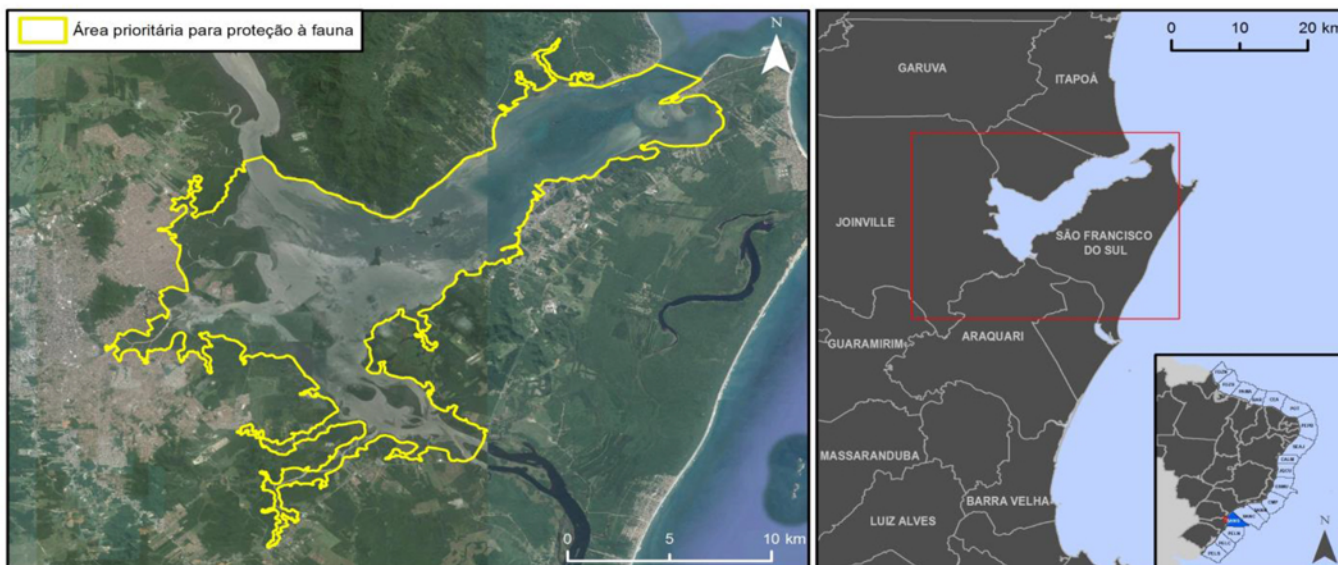 Área prioritária para proteção à fauna
N
0 5 10 km
0 10 20 km
GARUVA
ITAPOÁ
JOINVILLE
SÃO FRANCISCO
DO SUL
ARAQUARI
GUARAMIRIM
MASSARANDUBA
BARRA VELHA
LUIZ ALVES
N